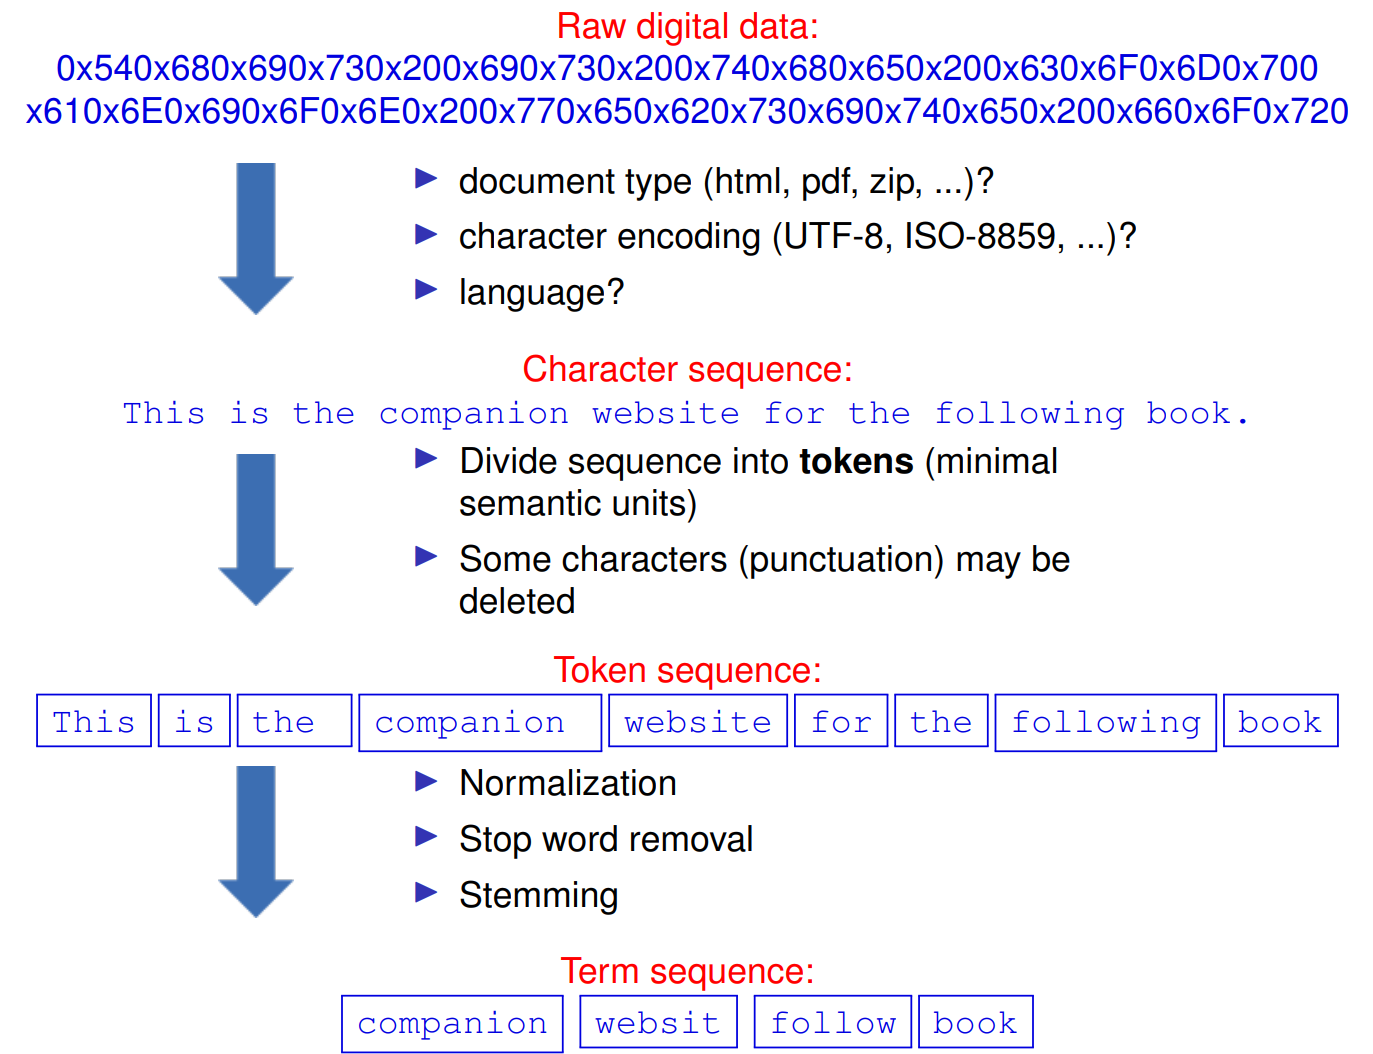 Raw digital data:
0x540x680x690x730x200x690x730x200x740x680x650x200x630x6F0x6D0x700
x610x6E0x690x6F0x6E0x200x770x650x620x730x690x740x650x200x660x6F0x720
document type (html, pdf, zip, ...)?
character encoding (UTF-8, ISO-8859, ...)?
language?
Character sequence:
This is the companion website for the following book.
Divide sequence into tokens (minimal
semantic units)
Some characters (punctuation) may be
deleted
Token sequence:
This is the companion website for the following book
Normalization
Stop word removal
Stemming
Term sequence:
companion websit follow book